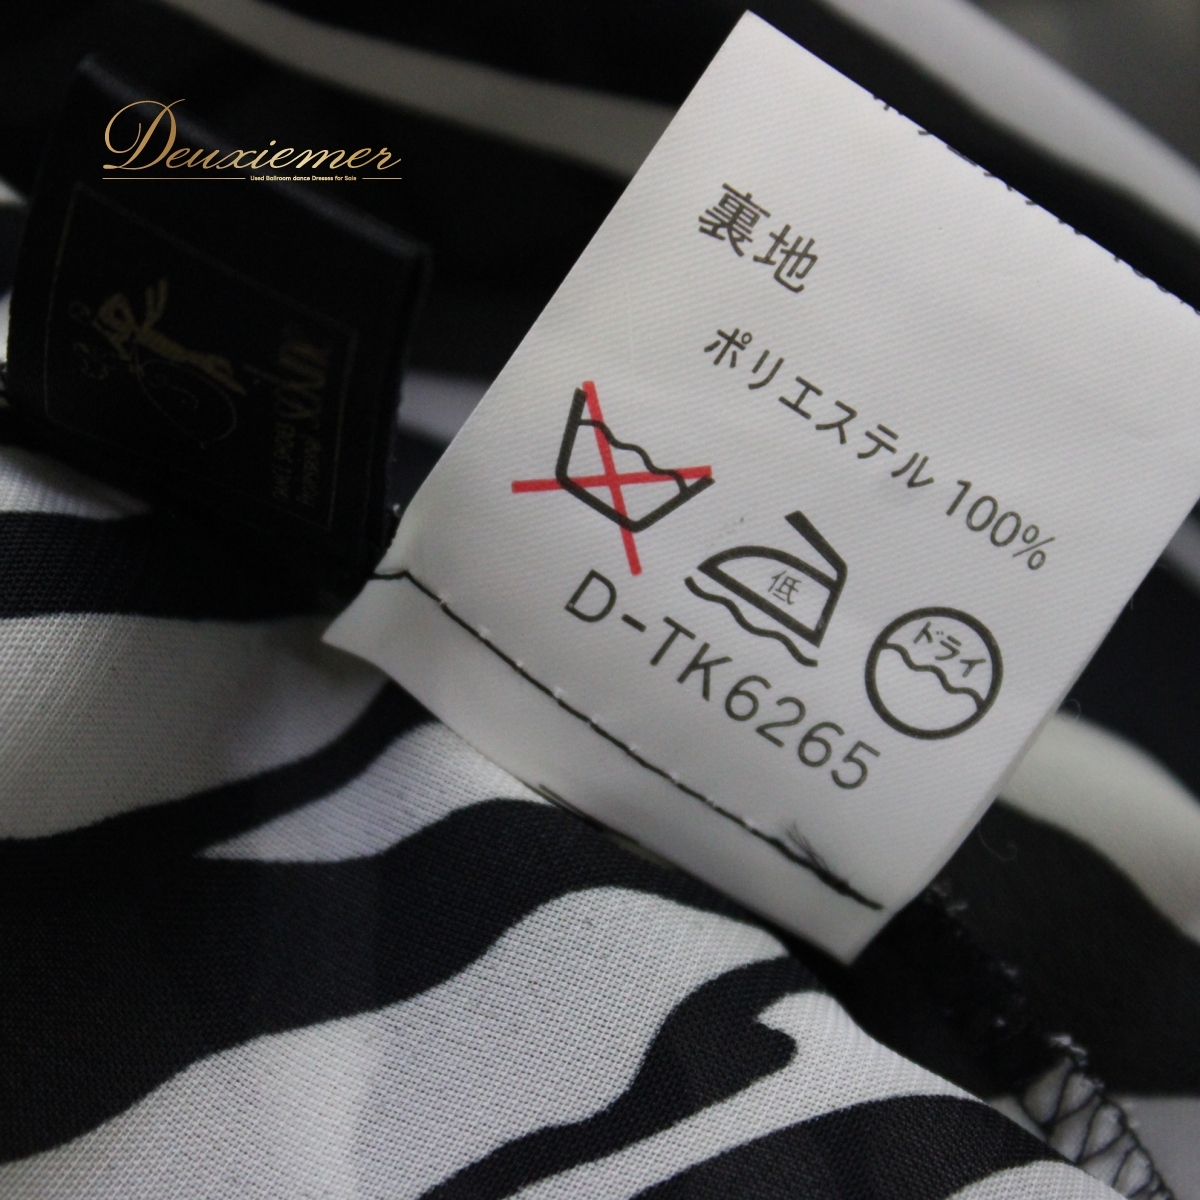 Deuxiemer
Used Ballroom dance Dresses for Sale
裏地
ポリエステル 100%
低
ドライ
D-TK6265